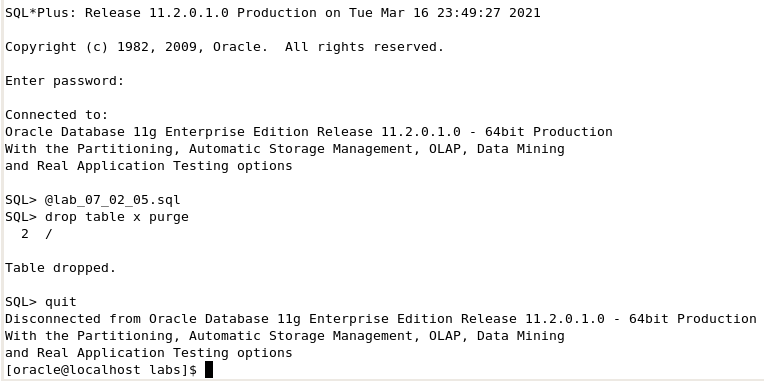 SQL*Plus: Release 11.2.0.1.0 Production on Tue Mar 16 23:49:27 2021
Copyright (c) 1982, 2009, Oracle.  All rights reserved.
Enter password:
Connected to:
Oracle Database 11g Enterprise Edition Release 11.2.0.1.0 - 64bit Production
With the Partitioning, Automatic Storage Management, OLAP, Data Mining
and Real Application Testing options
SQL> @lab_07_02_05.sql
SQL> drop table x purge
  2  /
Table dropped.
SQL> quit
Disconnected from Oracle Database 11g Enterprise Edition Release 11.2.0.1.0 - 64bit Production
With the Partitioning, Automatic Storage Management, OLAP, Data Mining
and Real Application Testing options
[oracle@localhost labs]$